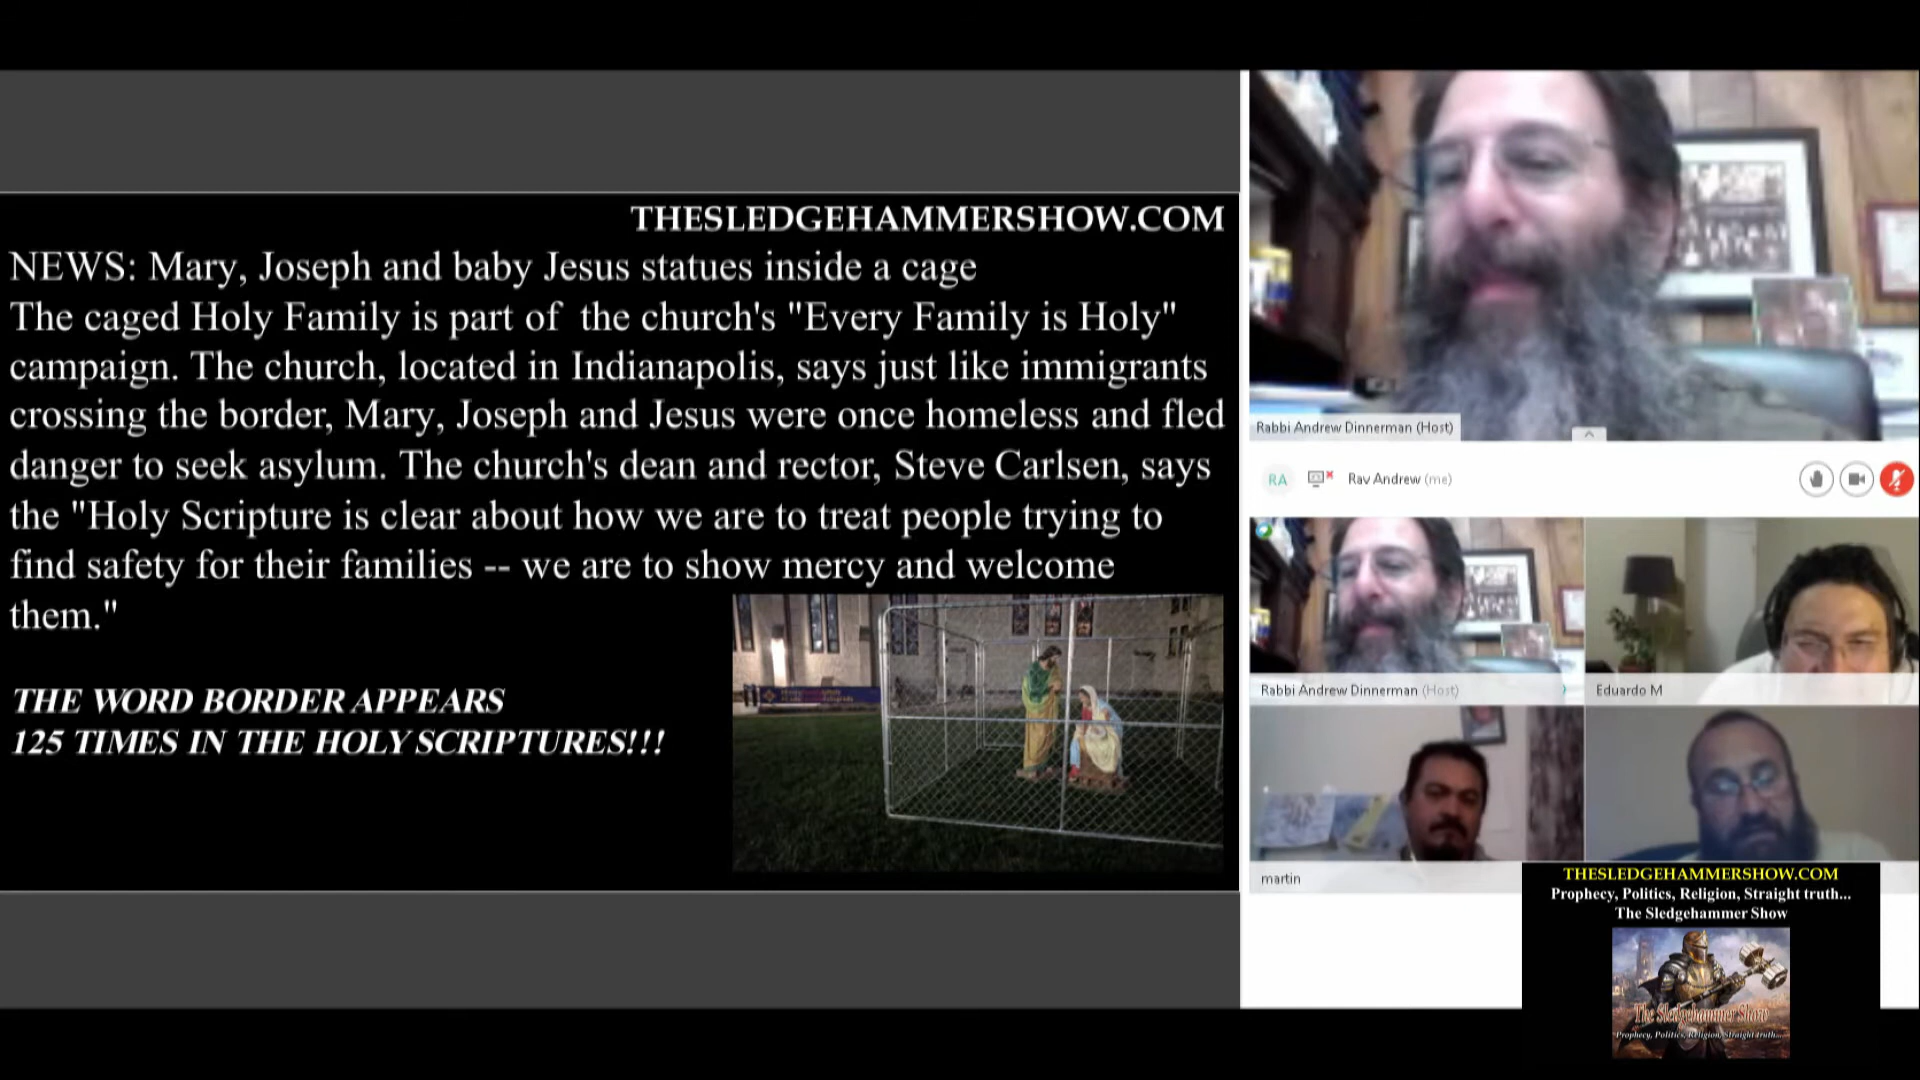 THESLEDGEHAMMERSHOW.COM
NEWS: Mary, Joseph and baby Jesus statues inside a cage
The caged Holy Family is part of the church's "Every Family is Holy"
campaign. The church, located in Indianapolis, says just like immigrants
crossing the border, Mary, Joseph and Jesus were once homeless and fled
danger to seek asylum. The church's dean and rector, Steve Carlsen, says
the "Holy Scripture is clear about how we are to treat people trying to
find safety for their families -- we are to show mercy and welcome
them."
THE WORD BORDER APPEARS
125 TIMES IN THE HOLY SCRIPTURES!!!
Rabbi Andrew Dinnerman (Host)
RA
Rav Andrew (me)
Rabbi Andrew Dinnerman (Host)
Eduardo M
martin
THESLEDGEHAMMERSHOW.COM
Prophecy, Politics, Religion, Straight truth...
The Sledgehammer Show
The Sledgehammer Show
Prophecy, Politics, Religion, Straight truth...